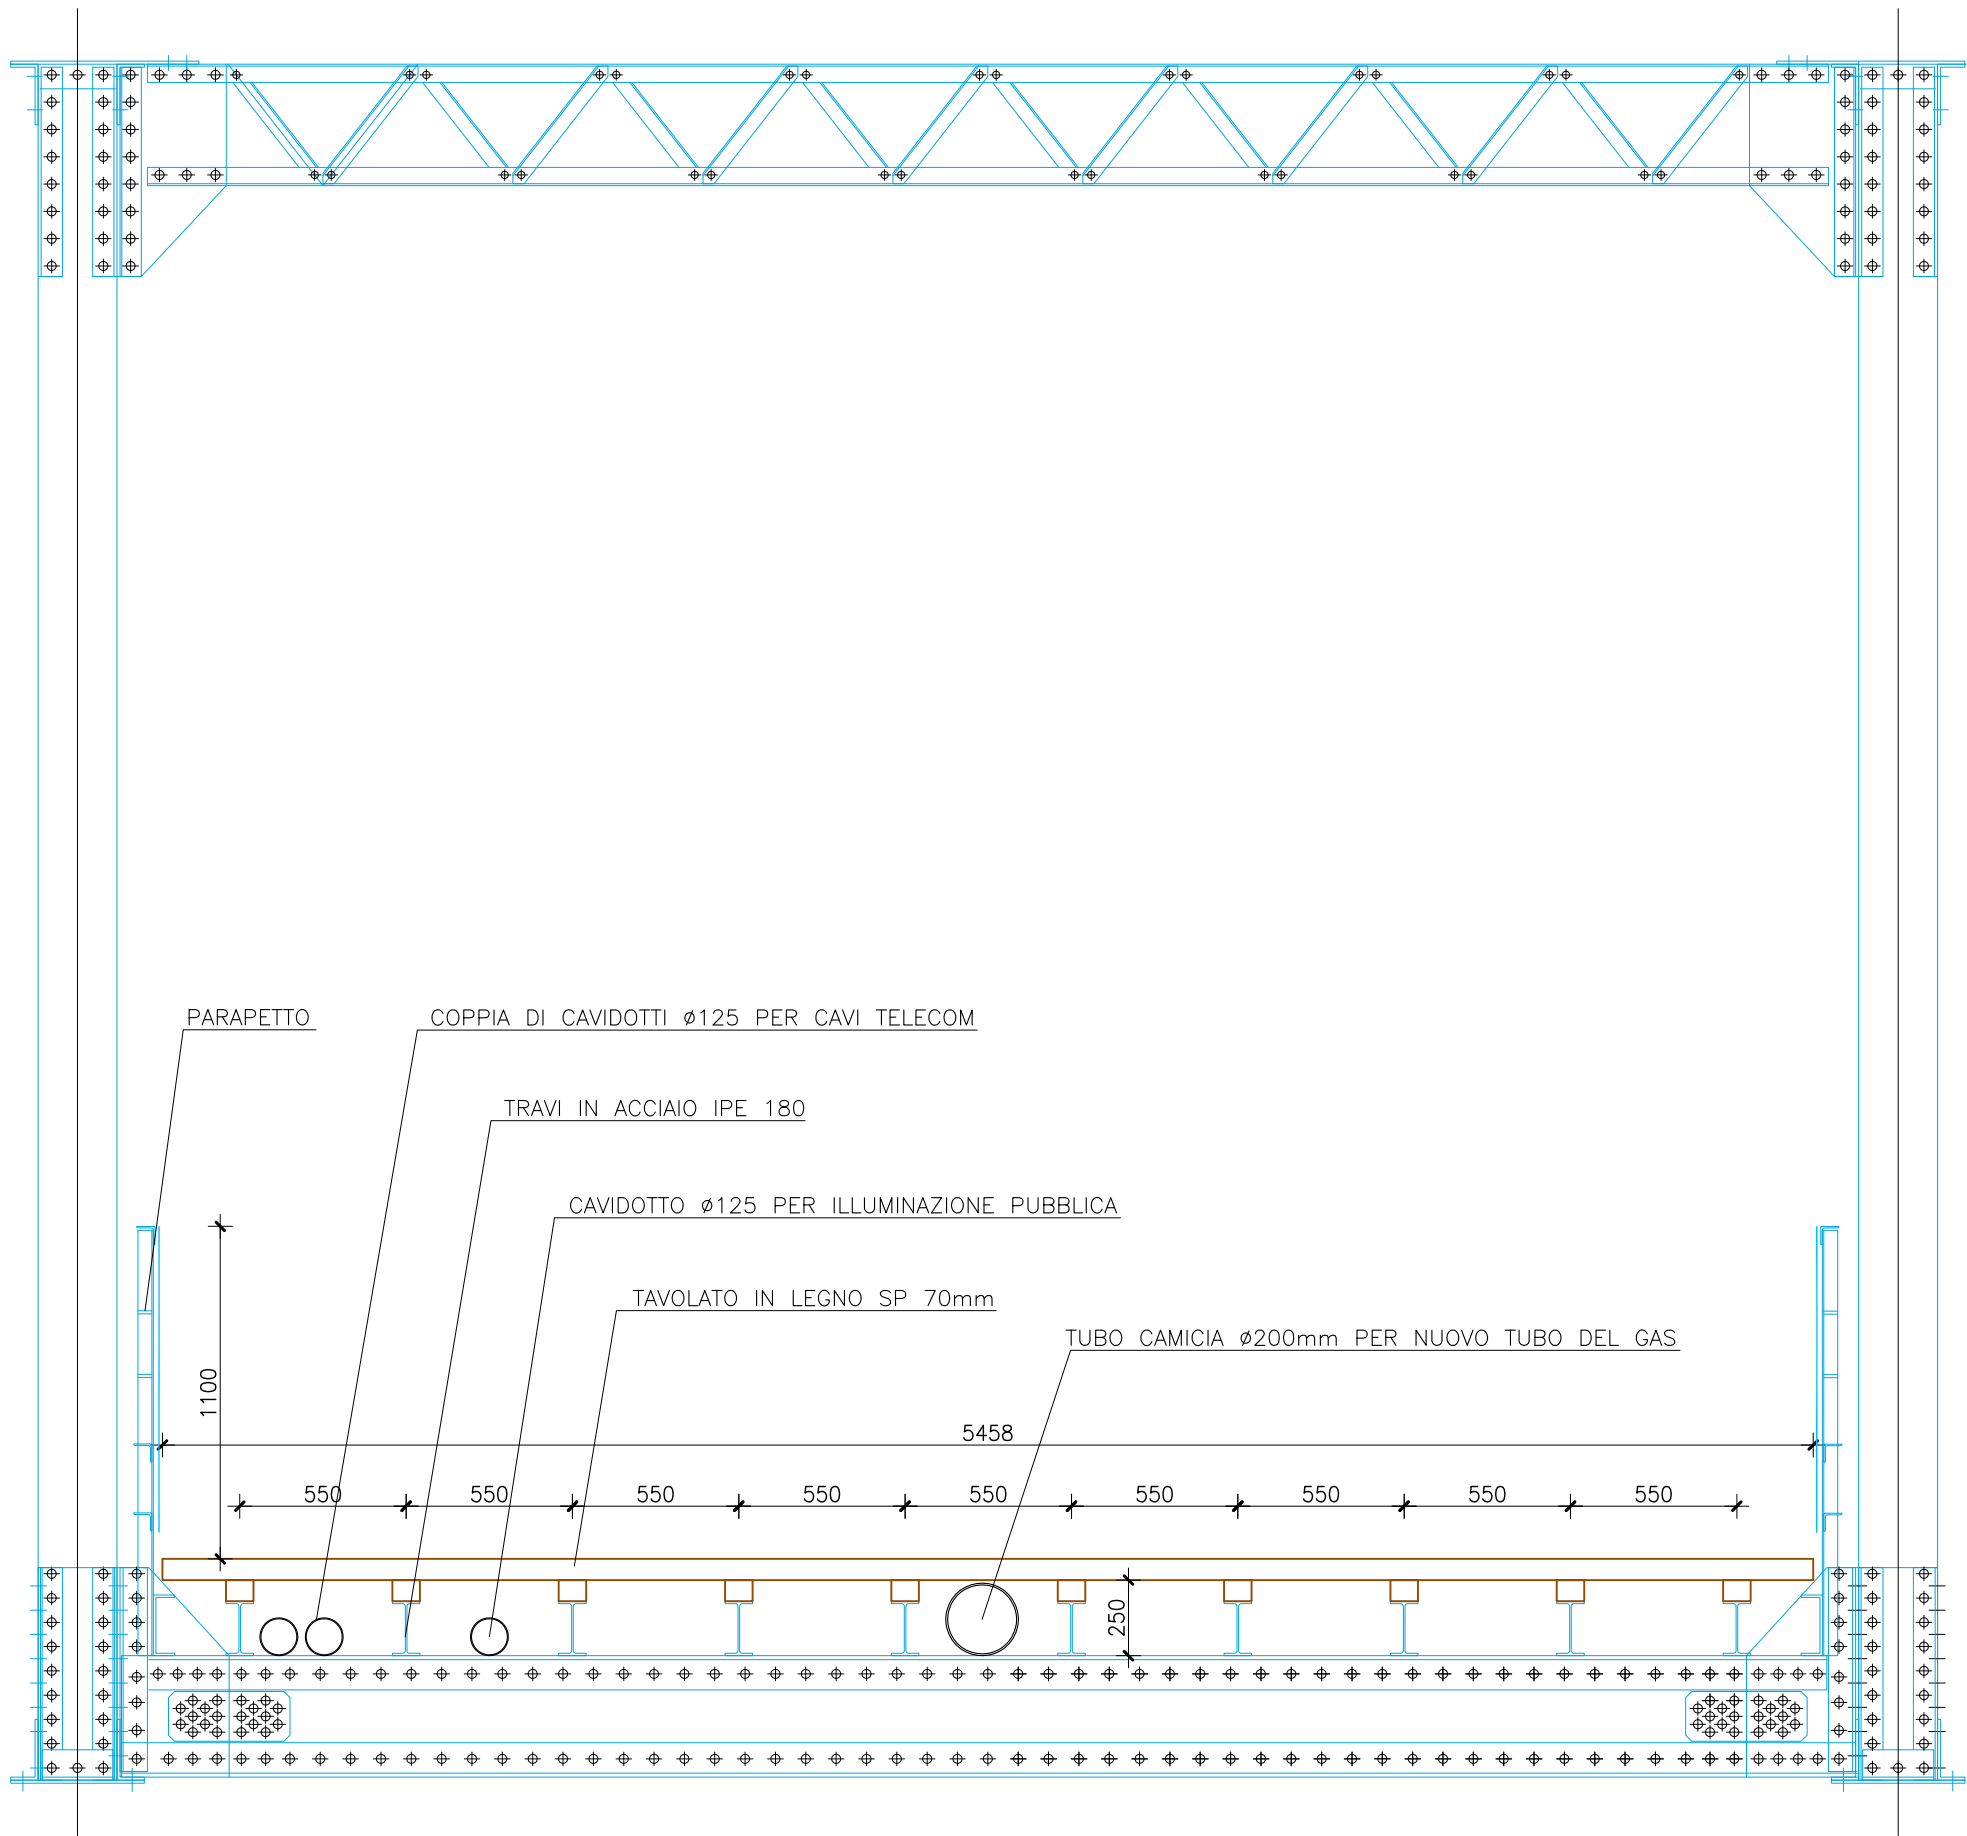 PARAPETTO
COPPIA DI CAVIDOTTI ø125 PER CAVI TELECOM
TRAVI IN ACCIAIO IPE 180
CAVIDOTTO ø125 PER ILLUMINAZIONE PUBBLICA
TAVOLATO IN LEGNO SP 70mm
TUBO CAMICIA ø200mm PER NUOVO TUBO DEL GAS
1100
5458
550 550 550 550 550 550 550 550 550
250